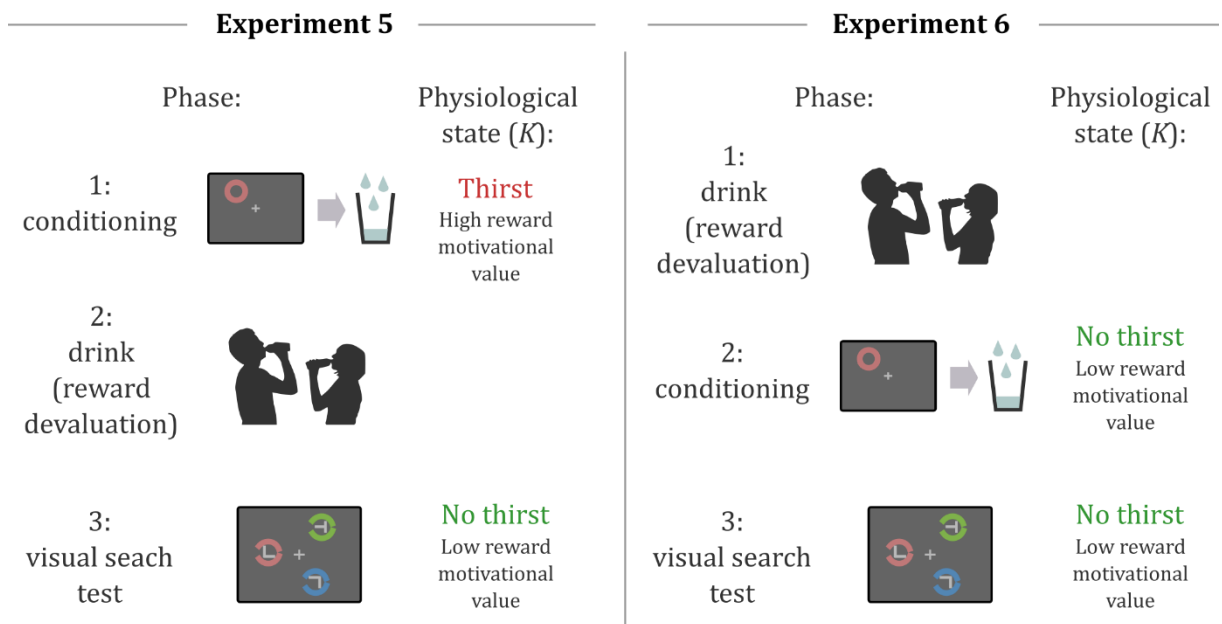 Experiment 5
Phase:
Physiological
state (K):
1:
conditioning
Thirst
High reward
motivational
value
2:
drink
(reward
devaluation)
3:
visual seach
test
No thirst
Low reward
motivational
value
Experiment 6
Phase:
Physiological
state (K):
1:
drink
(reward
devaluation)
2:
conditioning
No thirst
Low reward
motivational
value
3:
visual search
test
No thirst
Low reward
motivational
value